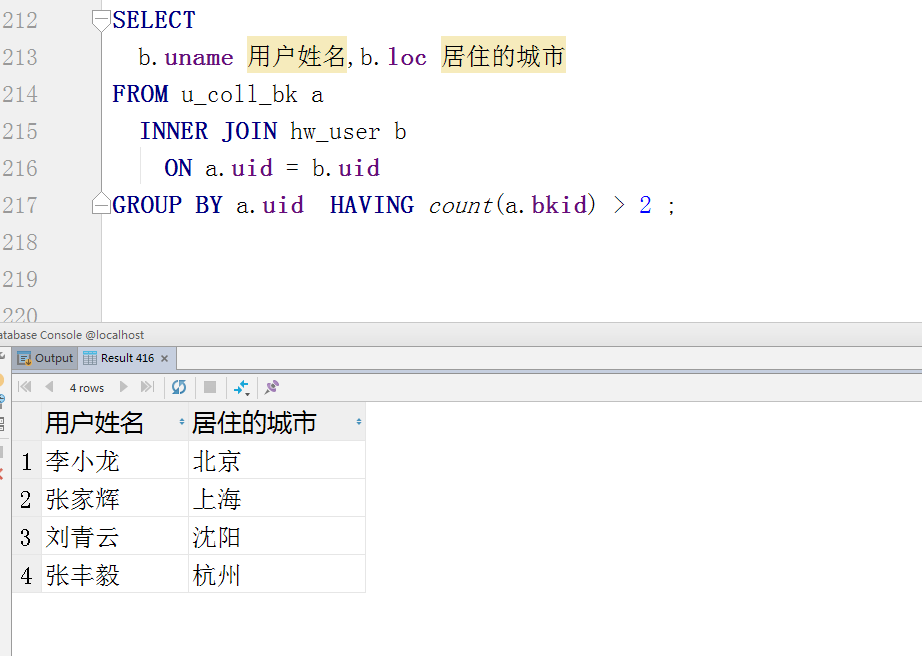 212 SELECT
213 b.uname 用户姓名,b.loc 居住的城市
214 FROM u_coll_bk a
215 INNER JOIN hw_user b
216 ON a.uid = b.uid
217 GROUP BY a.uid HAVING count(a.bkid) > 2 ;
218
219
220
atabase Console @localhost
Output Result 416
4 rows
用户姓名 居住的城市
1 李小龙 北京
2 张家辉 上海
3 刘青云 沈阳
4 张丰毅 杭州